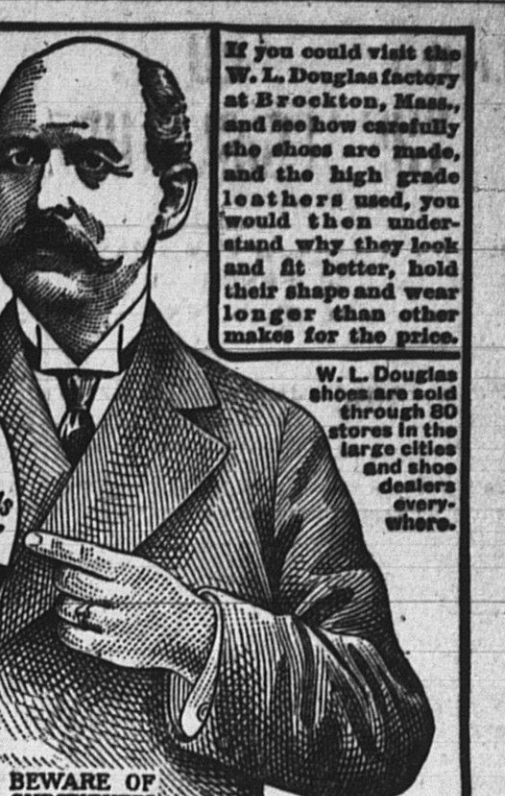 If you could visit the
W. L. Douglas factory
at Brockton, Mass.,
and see how carefully
the shoes are made,
and the high grade
leathers used, you
would then under-
stand why they look
and fit better, hold
their shape and wear
longer than other
makes for the price.
W. L. Douglas
shoes are sold
through 80
stores in the
large cities
and shoe
dealers
every-
where.
BEWARE OF